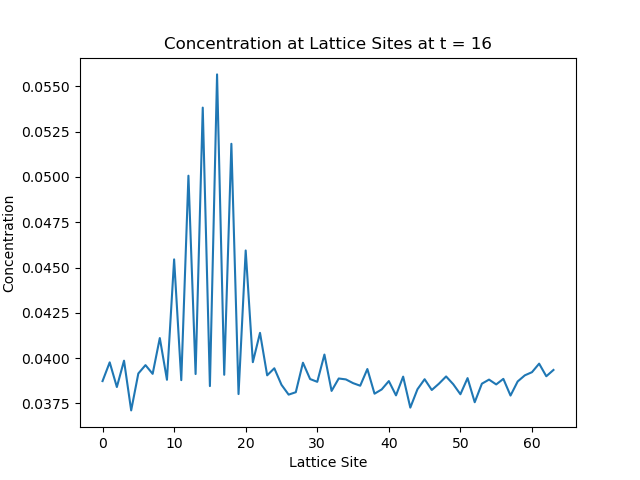 Concentration at Lattice Sites at t = 16
0.0550
0.0525
0.0500
0.0475
0.0450
0.0425
0.0400
0.0375
Concentration
0 10 20 30 40 50 60
Lattice Site